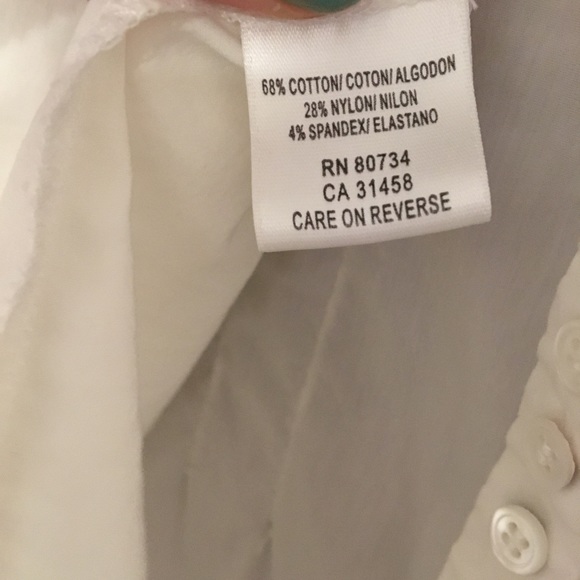 68% COTTON/ COTON/ ALGODON
28% NYLON/ NILON
4% SPANDEX/ ELASTANO
RN 80734
CA 31458
CARE ON REVERSE